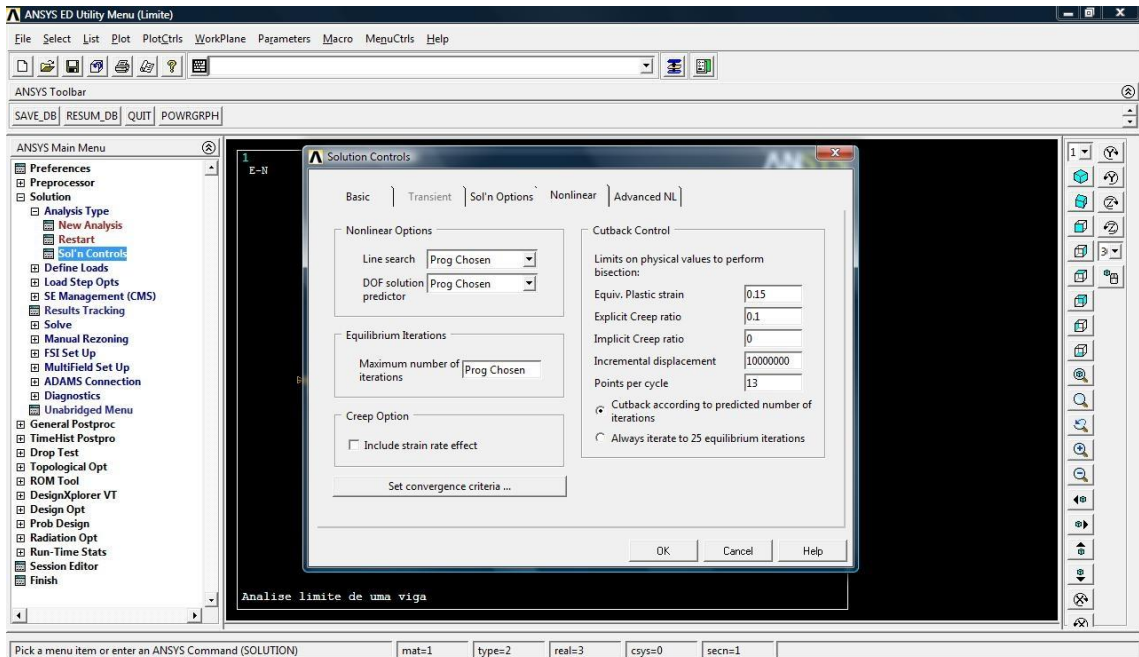 ANSYS ED Utility Menu (Limite)
File Select List Plot PlotCtrls WorkPlane Parameters Macro MenuCtrls Help
ANSYS Toolbar
SAVE_DB RESUM_DB QUIT POWRGRPH
ANSYS Main Menu
Preferences
Preprocessor
Solution
Analysis Type
New Analysis
Restart
Sol'n Controls
Define Loads
Load Step Opts
SE Management (CMS)
Results Tracking
Solve
Manual Rezoning
FSI Set Up
MultiField Set Up
ADAMS Connection
Diagnostics
Unabridged Menu
General Postproc
TimeHist Postpro
Drop Test
Topological Opt
ROM Tool
DesignXplorer VT
Design Opt
Prob Design
Radiation Opt
Run-Time Stats
Session Editor
Finish
1
E-N
Solution Controls
Basic Transient Sol'n Options Nonlinear Advanced NL
Nonlinear Options
Line search Prog Chosen
DOF solution Prog Chosen
predictor
Equilibrium Iterations
Maximum number of Prog Chosen
iterations
Creep Option
Include strain rate effect
Set convergence criteria ...
Cutback Control
Limits on physical values to perform
bisection:
Equiv. Plastic strain 0.15
Explicit Creep ratio 0.1
Implicit Creep ratio 0
Incremental displacement 10000000
Points per cycle 13
Cutback according to predicted number of
iterations
Always iterate to 25 equilibrium iterations
OK Cancel Help
Analise limite de uma viga
1
3
Pick a menu item or enter an ANSYS Command (SOLUTION) mat=1 type=2 real=3 csys=0 secn=1